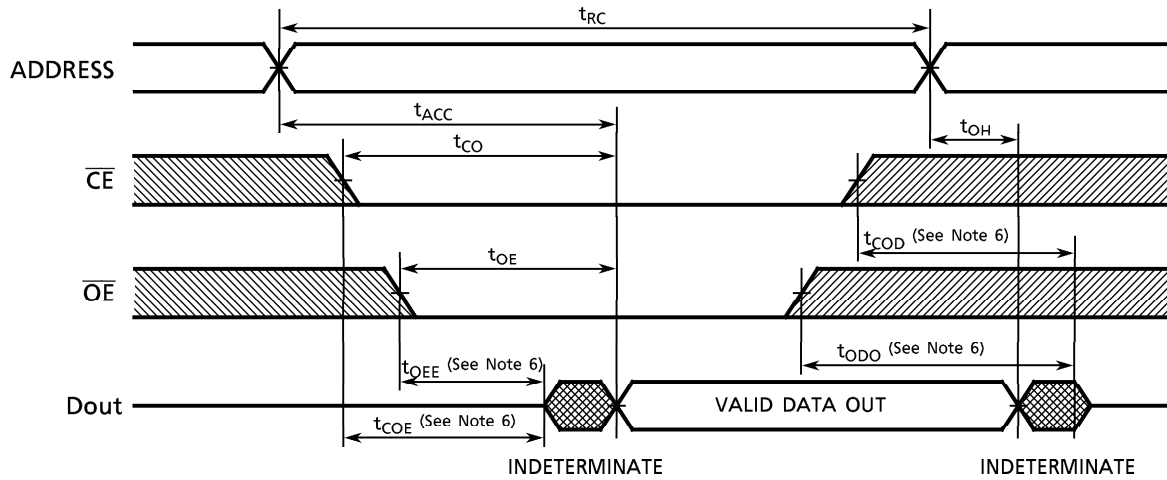 tRC
ADDRESS
tACC
tCO
tOH
CE
tCOD (See Note 6)
tOE
OE
tODO (See Note 6)
tOEE (See Note 6)
Dout
VALID DATA OUT
tCOE (See Note 6)
INDETERMINATE
INDETERMINATE